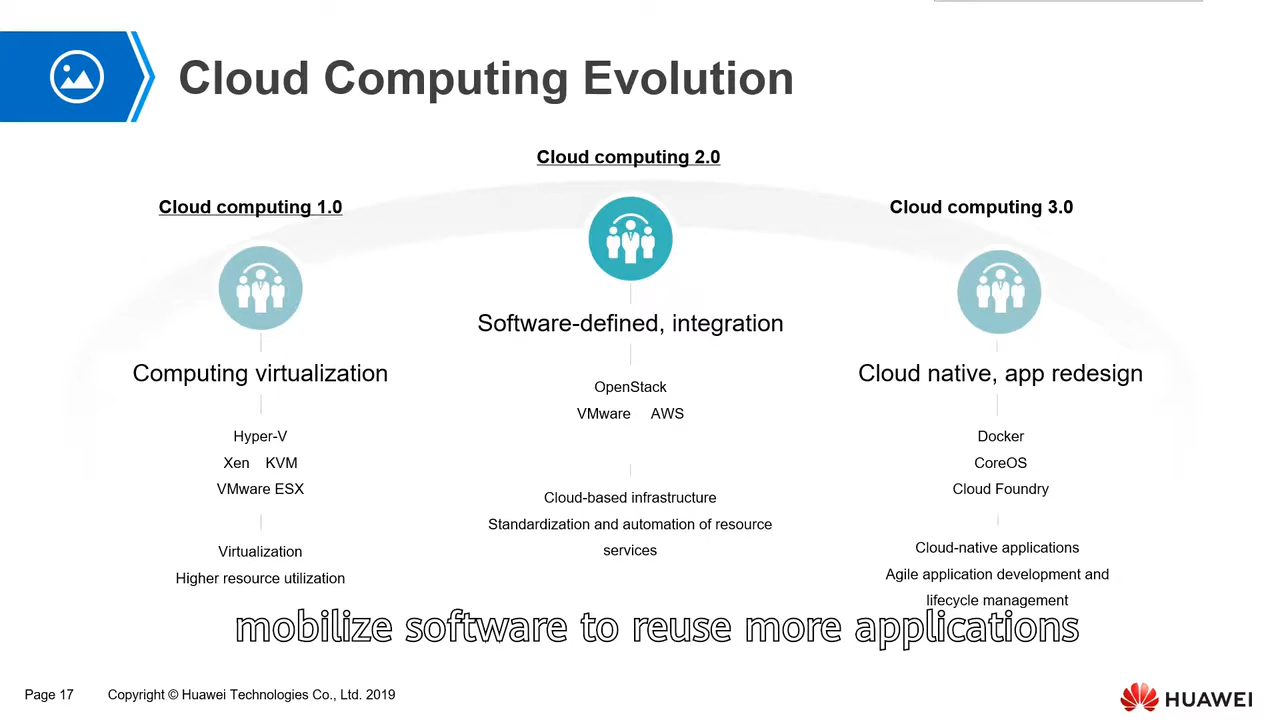 Cloud Computing Evolution
Cloud computing 1.0
Computing virtualization
Hyper-V
Xen KVM
VMware ESX
Virtualization
Higher resource utilization
Cloud computing 2.0
Software-defined, integration
OpenStack
VMware AWS
Cloud-based infrastructure
Standardization and automation of resource
services
Cloud computing 3.0
Cloud native, app redesign
Docker
CoreOS
Cloud Foundry
Cloud-native applications
Agile application development and
lifecycle management
mobilize software to reuse more applications
Page 17 Copyright © Huawei Technologies Co., Ltd. 2019
HUAWEI